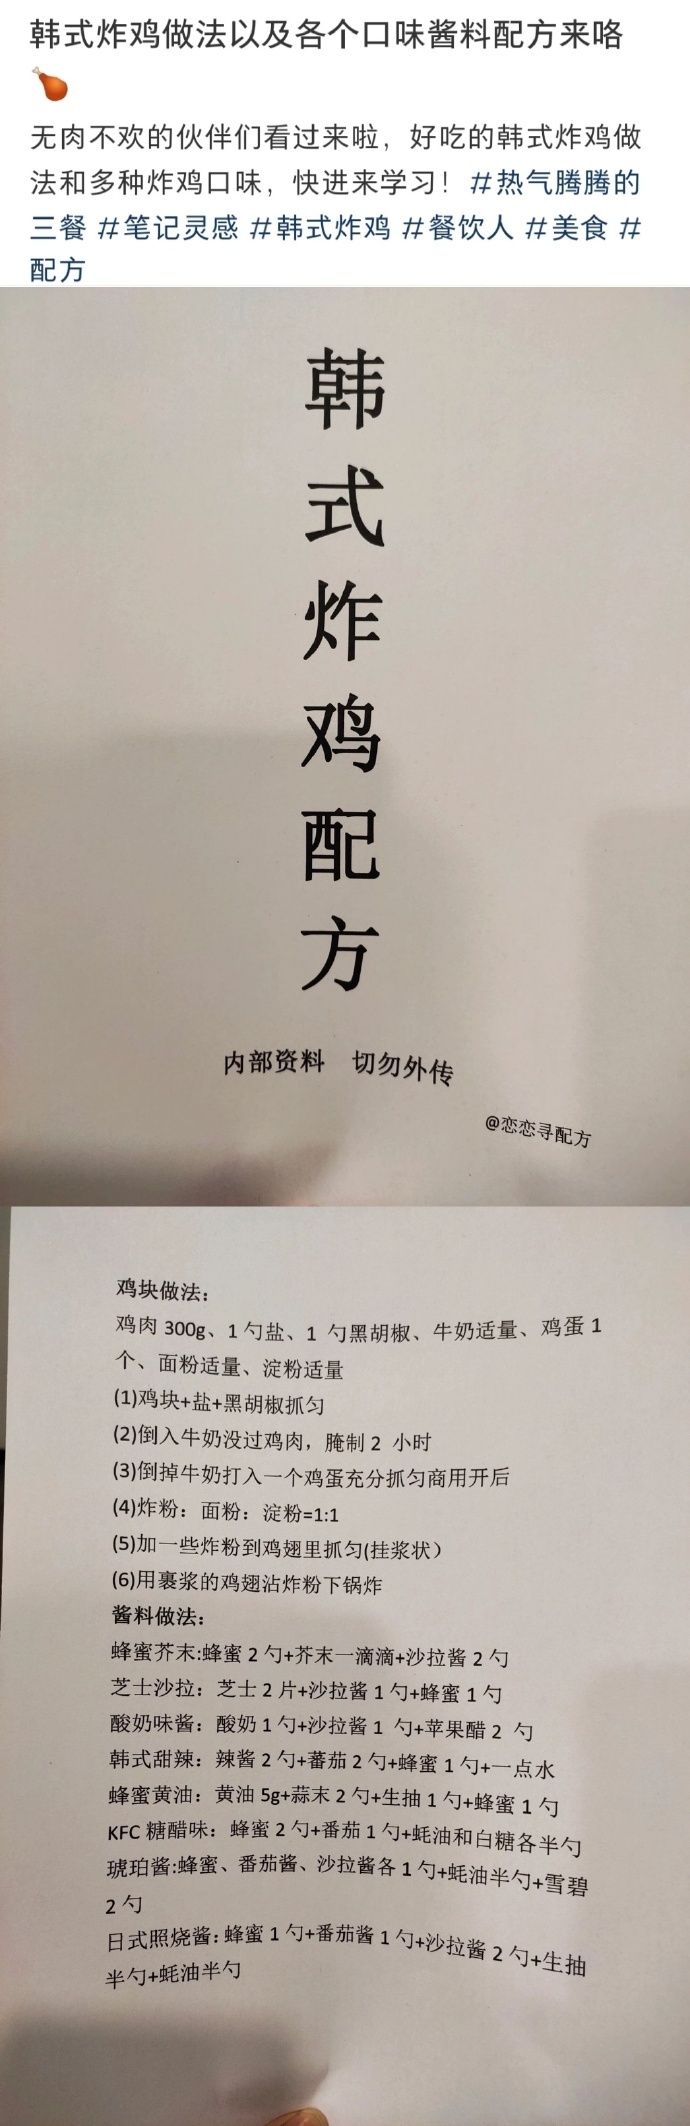 韩式炸鸡做法以及各个口味酱料配方来咯
🍗
无肉不欢的伙伴们看过来啦，好吃的韩式炸鸡做
法和多种炸鸡口味，快进来学习！#热气腾腾的
三餐 #笔记灵感 #韩式炸鸡 #餐饮人 #美食 #
配方
韩
式
炸
鸡
配
方
内部资料 切勿外传
@恋恋寻配方
鸡块做法：
鸡肉 300g、1 勺盐、1 勺黑胡椒、牛奶适量、鸡蛋 1
个、面粉适量、淀粉适量
(1)鸡块+盐+黑胡椒抓匀
(2)倒入牛奶没过鸡肉，腌制 2 小时
(3)倒掉牛奶打入一个鸡蛋充分抓匀商用开后
(4)炸粉：面粉：淀粉=1:1
(5)加一些炸粉到鸡翅里抓匀(挂浆状）
(6)用裹浆的鸡翅沾炸粉下锅炸
酱料做法：
蜂蜜芥末:蜂蜜 2 勺+芥末一滴滴+沙拉酱 2 勺
芝士沙拉：芝士 2 片+沙拉酱 1 勺+蜂蜜 1 勺
酸奶味酱：酸奶 1 勺+沙拉酱 1 勺+苹果醋 2 勺
韩式甜辣：辣酱 2 勺+蕃茄 2 勺+蜂蜜 1 勺+一点水
蜂蜜黄油：黄油 5g+蒜末 2 勺+生抽 1 勺+蜂蜜 1 勺
KFC 糖醋味：蜂蜜 2 勺+番茄 1 勺+蚝油和白糖各半勺
琥珀酱:蜂蜜、番茄酱、沙拉酱各 1 勺+蚝油半勺+雪碧
2 勺
日式照烧酱：蜂蜜 1 勺+番茄酱 1 勺+沙拉酱 2 勺+生抽
半勺+蚝油半勺